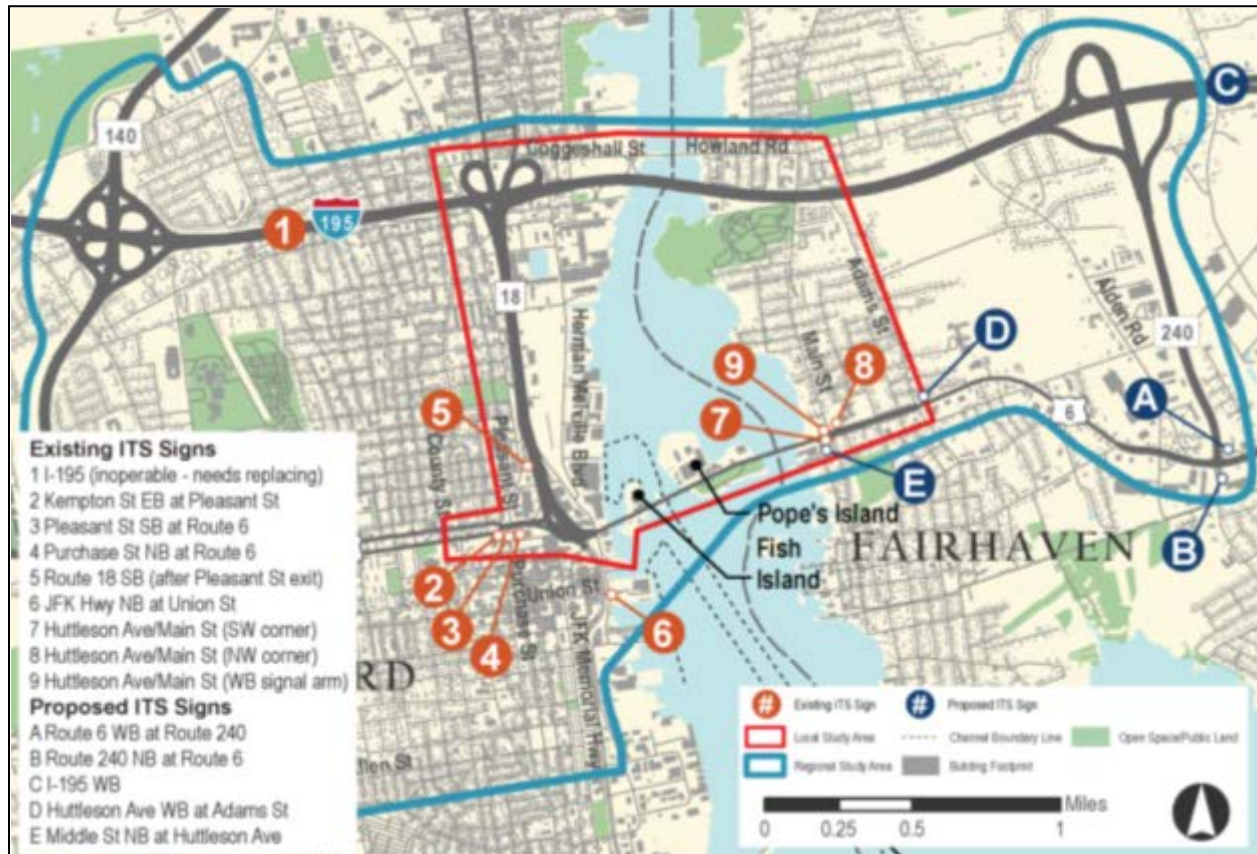 140
195
1
C
Coggeshall St
Howland Rd
18
Herman Melville Blvd
Adams St
Main St
Alden Rd
240
D
9
8
7
6
A
5
E
B
County St
Pleasant St
Pope's Island
Fish
Island
FAIRHAVEN
2
3
4
Purchase St
Union St
6
JFK Memorial Hwy
RD
llen St
Existing ITS Signs
1 I-195 (inoperable - needs replacing)
2 Kempton St EB at Pleasant St
3 Pleasant St SB at Route 6
4 Purchase St NB at Route 6
5 Route 18 SB (after Pleasant St exit)
6 JFK Hwy NB at Union St
7 Huttleson Ave/Main St (SW corner)
8 Huttleson Ave/Main St (NW corner)
9 Huttleson Ave/Main St (WB signal arm)
Proposed ITS Signs
A Route 6 WB at Route 240
B Route 240 NB at Route 6
C I-195 WB
D Huttleson Ave WB at Adams St
E Middle St NB at Huttleson Ave
# Existing ITS Sign
# Proposed ITS Sign
Local Study Area
Channel Boundary Line
Open Space/Public Land
Regional Study Area
Building Footprint
Miles
0 0.25 0.5 1